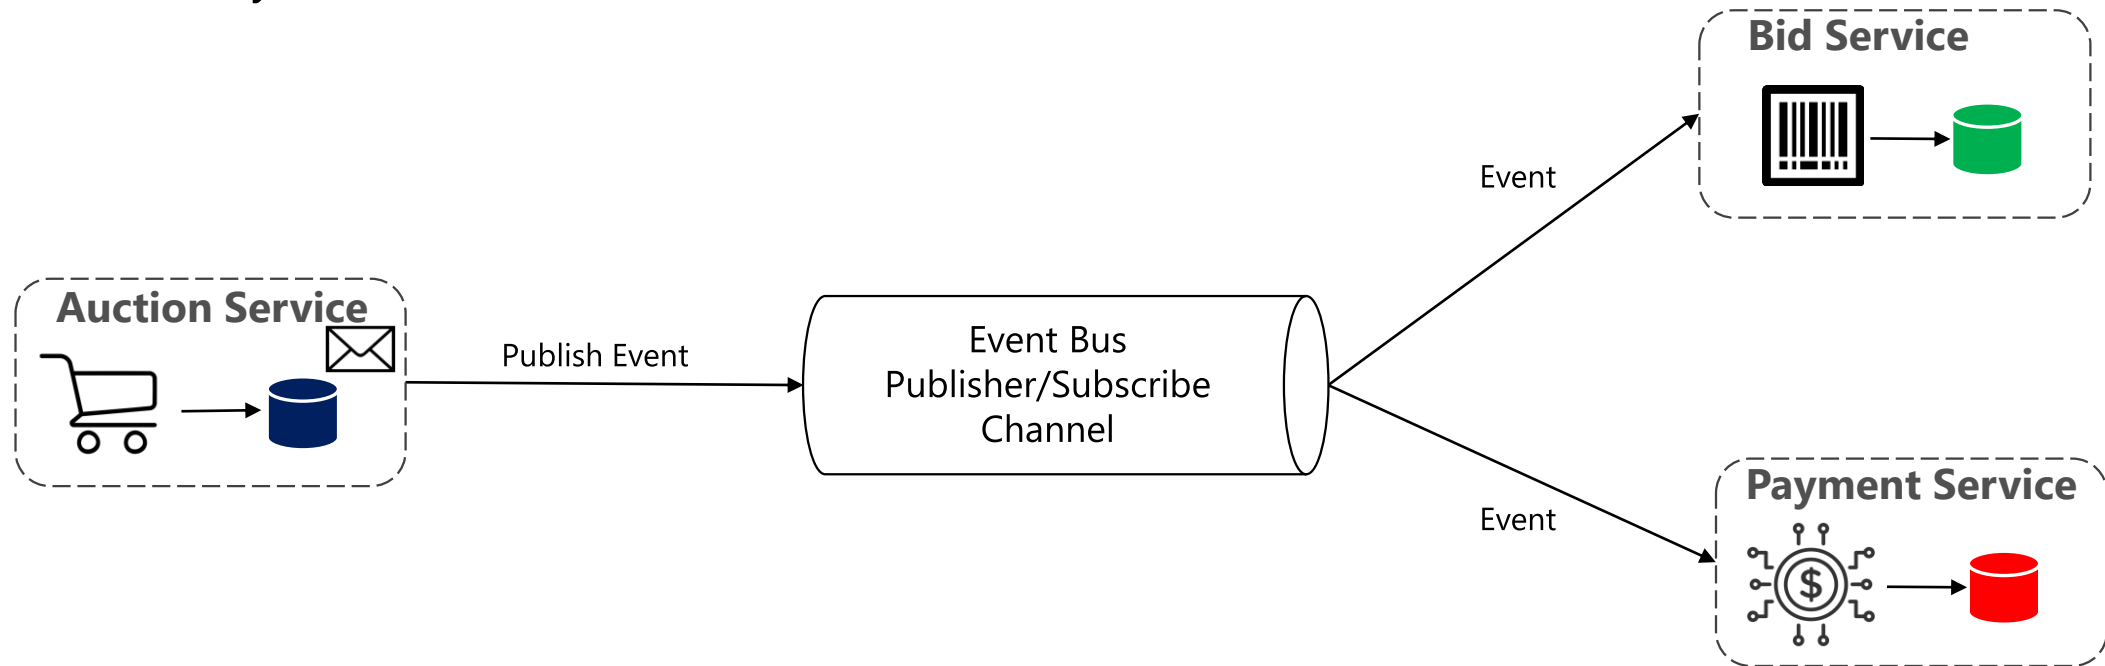 Bid Service
Event
Auction Service
Publish Event
Event Bus
Publisher/Subscribe
Channel
Event
Payment Service
$